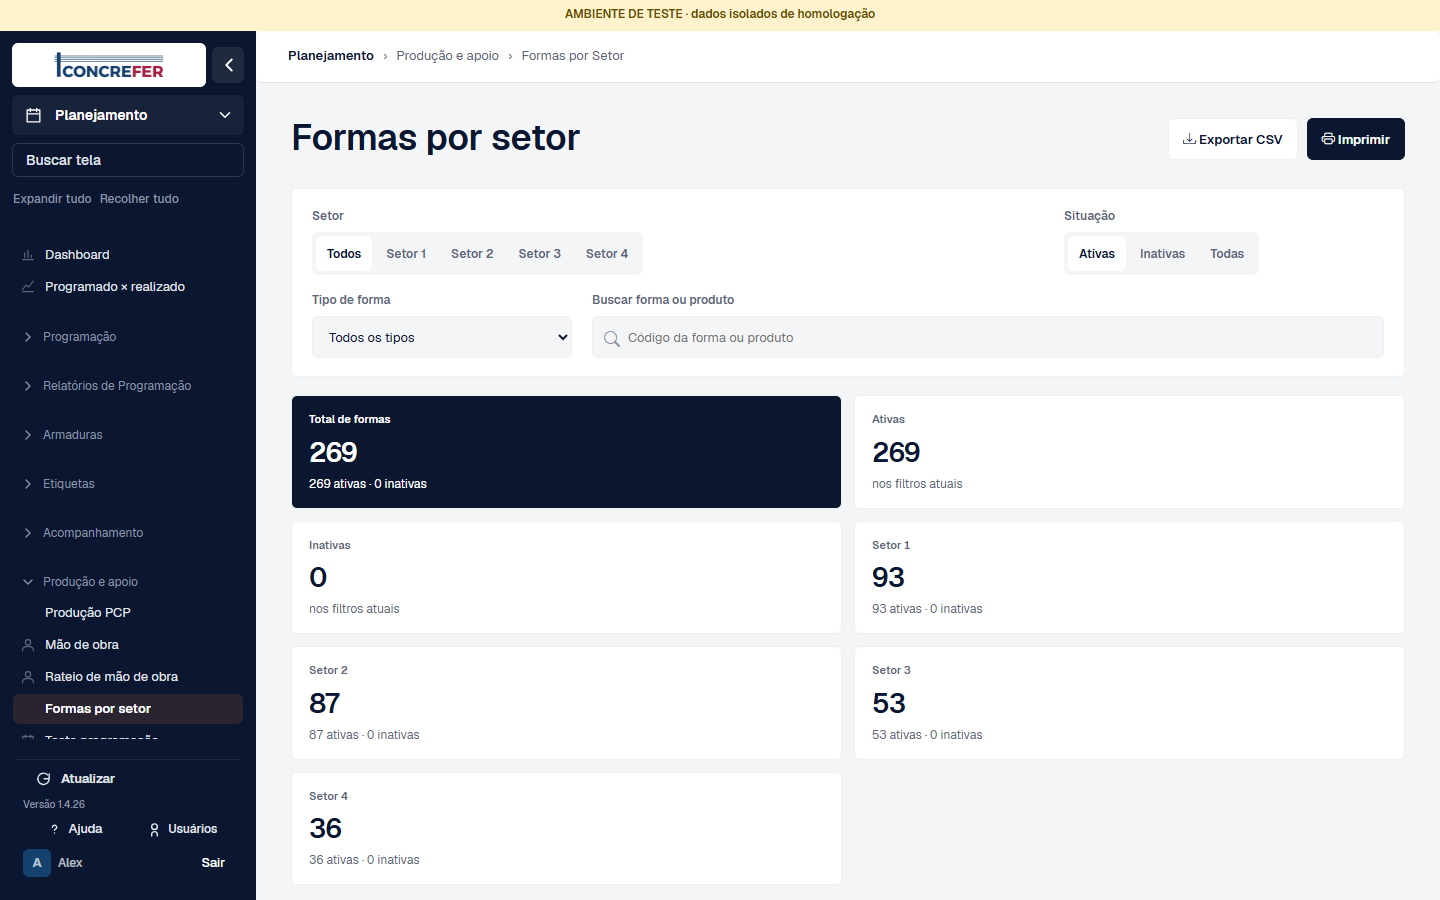 AMBIENTE DE TESTE · dados isolados de homologação
CONCREFER
Planejamento
Buscar tela
Expandir tudo Recolher tudo
Dashboard
Programado × realizado
Programação
Relatórios de Programação
Armaduras
Etiquetas
Acompanhamento
Produção e apoio
Produção PCP
Mão de obra
Rateio de mão de obra
Formas por setor
Teste programação
Atualizar
Versão 1.4.26
? Ajuda Usuários
A Alex Sair
Planejamento › Produção e apoio › Formas por Setor
Formas por setor
Exportar CSV
Imprimir
Setor
Todos Setor 1 Setor 2 Setor 3 Setor 4
Situação
Ativas Inativas Todas
Tipo de forma
Todos os tipos
Buscar forma ou produto
Código da forma ou produto
Total de formas
269
269 ativas · 0 inativas
Ativas
269
nos filtros atuais
Inativas
0
nos filtros atuais
Setor 1
93
93 ativas · 0 inativas
Setor 2
87
87 ativas · 0 inativas
Setor 3
53
53 ativas · 0 inativas
Setor 4
36
36 ativas · 0 inativas